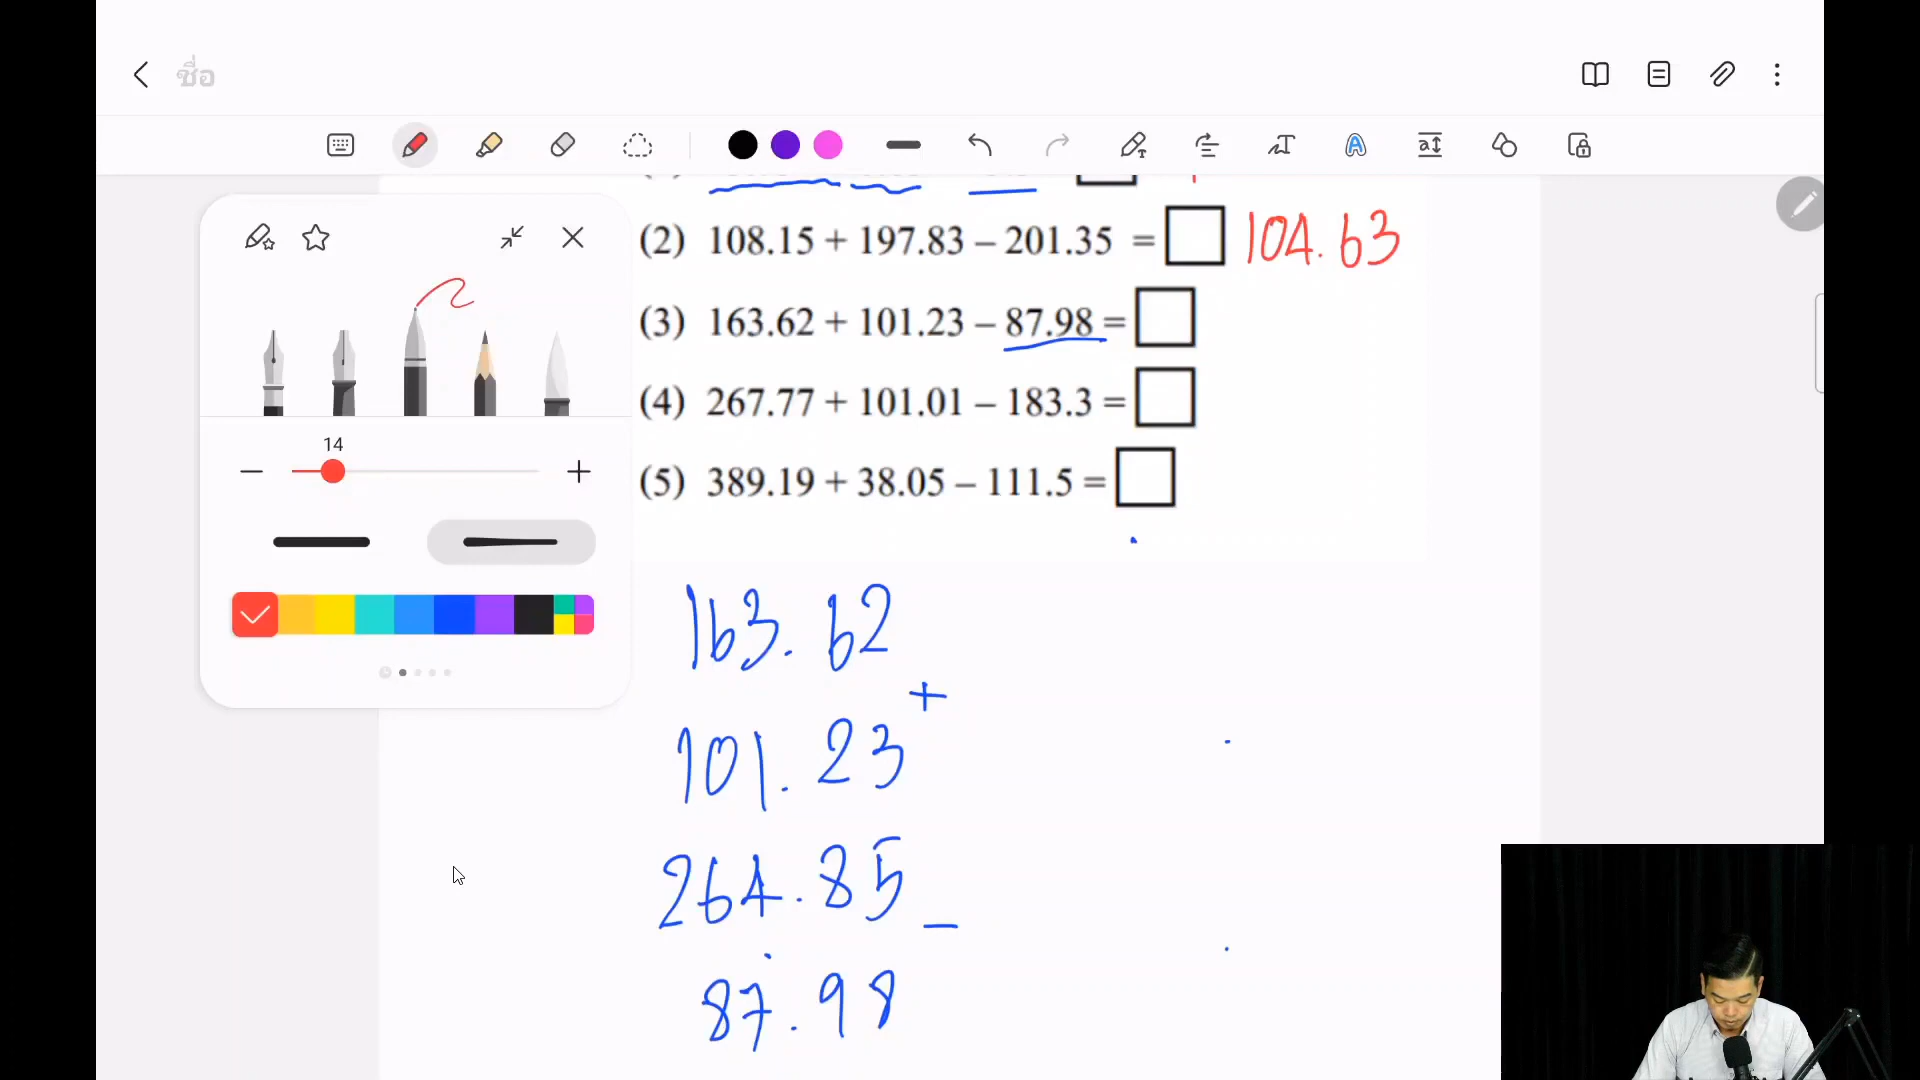 ชื่อ
(2) 108.15 + 197.83 – 201.35 = 104.63
(3) 163.62 + 101.23 – 87.98 =
14
(4) 267.77 + 101.01 – 183.3 =
(5) 389.19 + 38.05 – 111.5 =
163.62
+
101.23
264.85
–
87.98